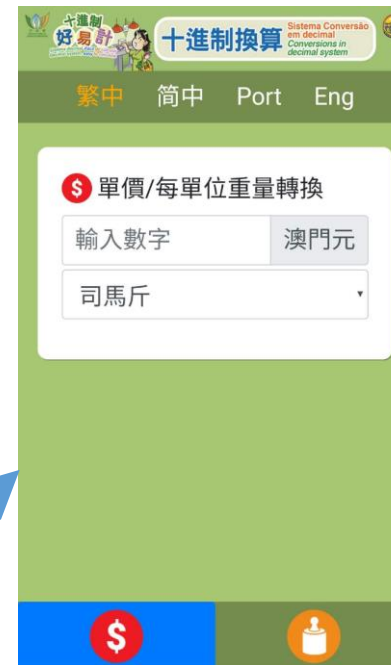 十進制
好易計
十進制換算
Sistema Conversão
em decimal
Conversions in
decimal system
繁中 简中 Port Eng
$ 單價/每單位重量轉換
輸入數字 澳門元
司馬斤
$